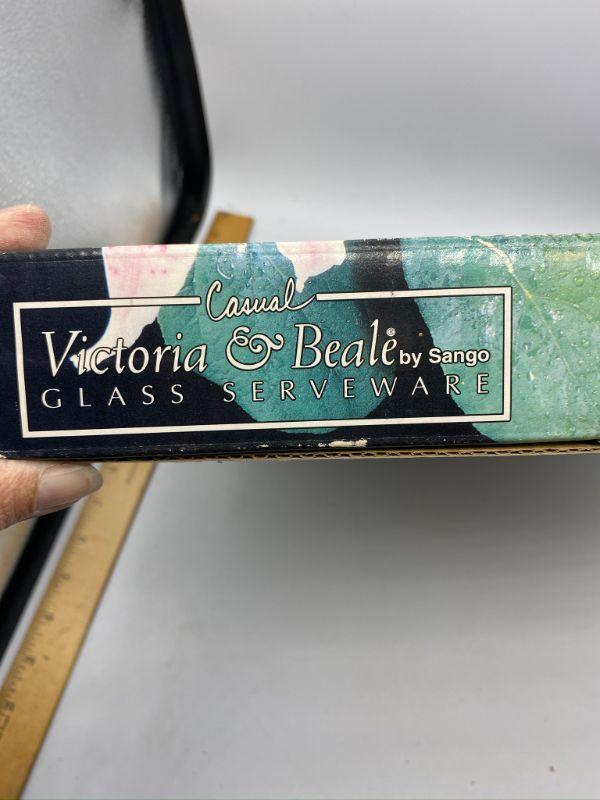 Casual
Victoria & Beale® by Sango
GLASS SERVEWARE